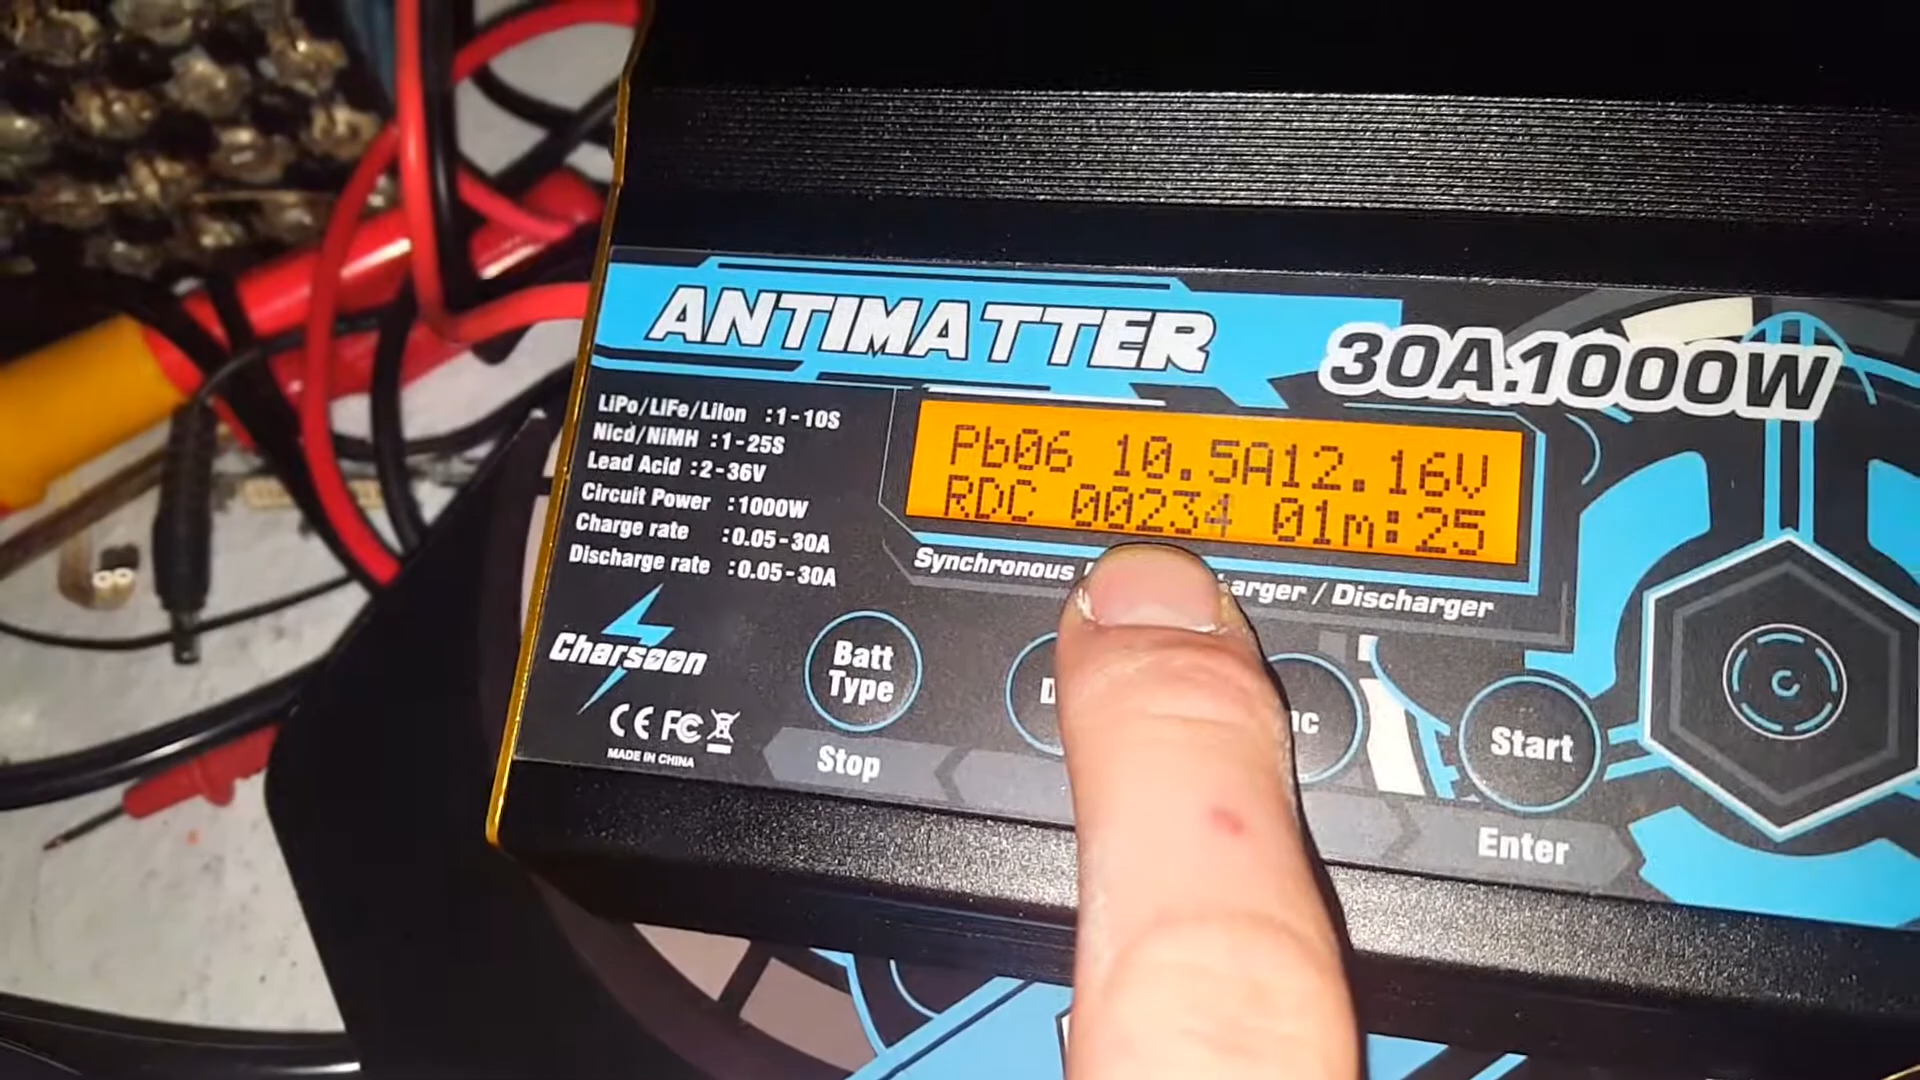 ANTIMATTER
30A.1000W
LiPo/LiFe/LiIon :1-10S
Nicd/NiMH :1-25S
Lead Acid :2-36V
Circuit Power :1000W
Charge rate :0.05-30A
Discharge rate :0.05-30A
Pb06 10.5A12.16V
RDC 00234 01m:25
Synchronous arger / Discharger
Charsoon
CE FC
MADE IN CHINA
Batt
Type
Stop
Start
Enter